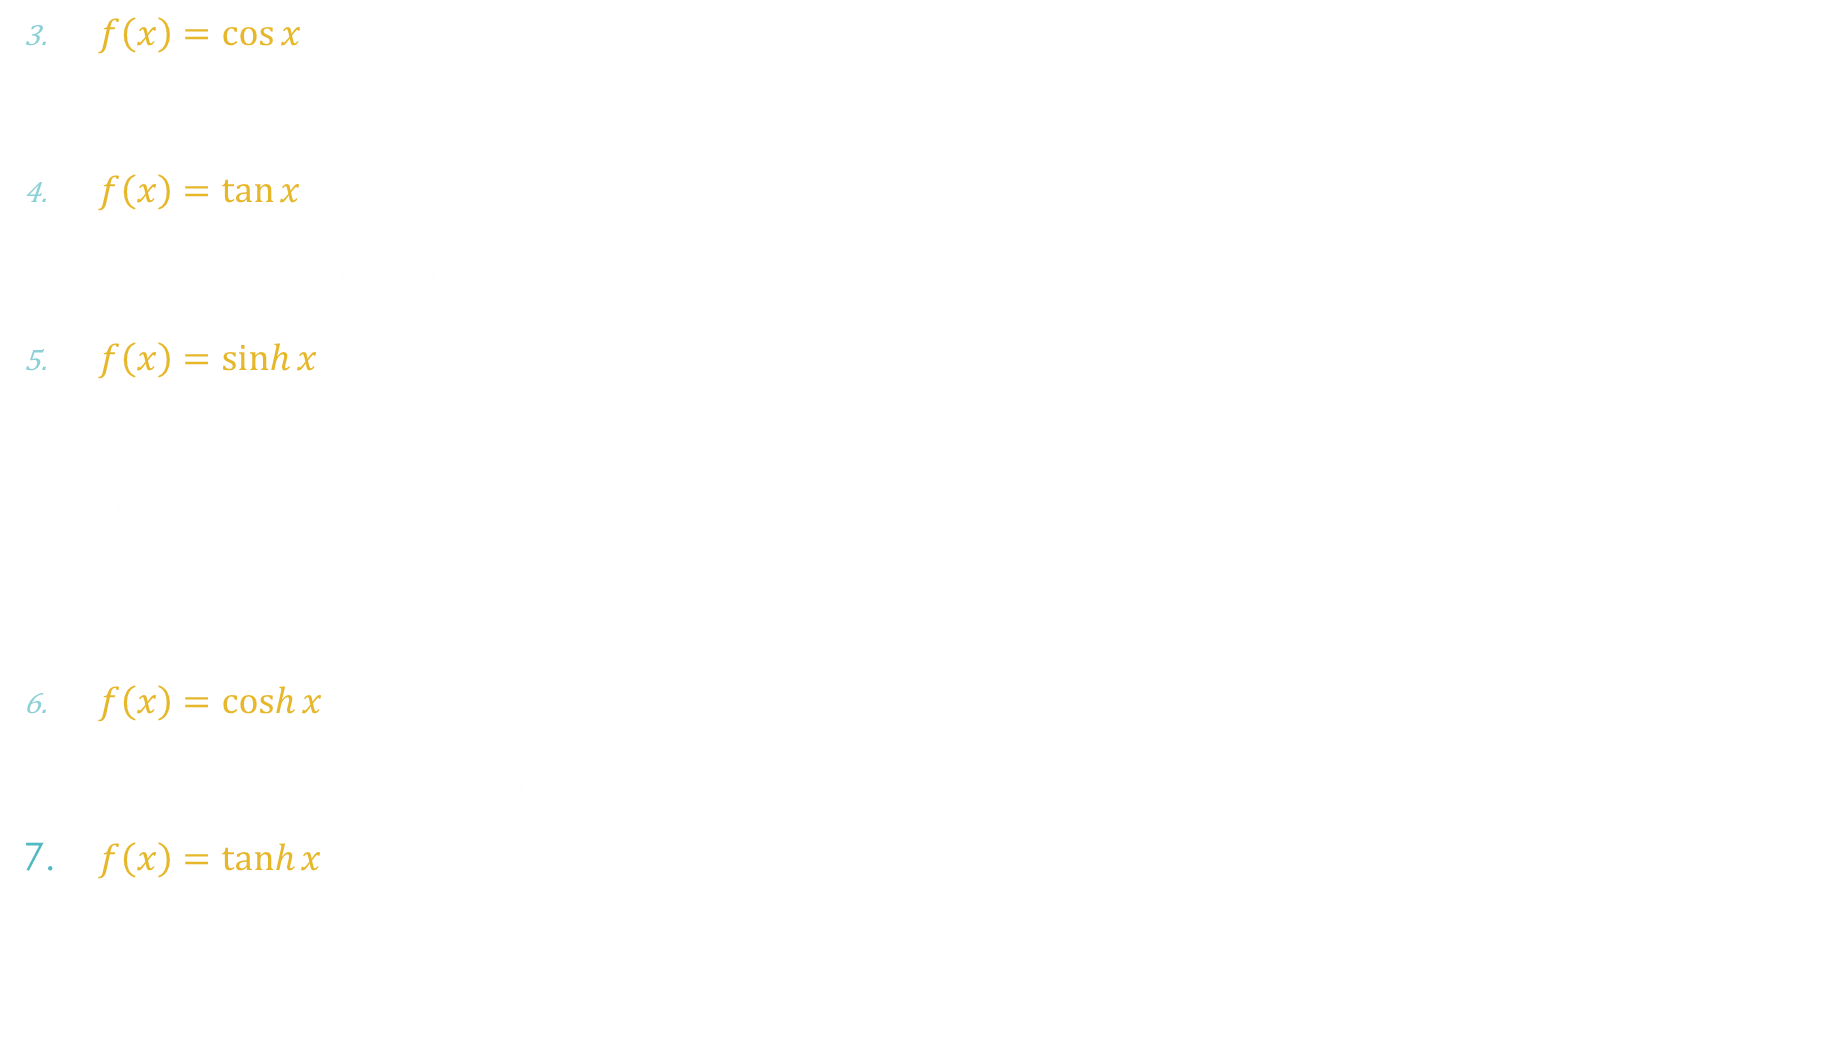 3. f(x) = cos x
4. f(x) = tan x
5. f(x) = sinh x
6. f(x) = cosh x
7. f(x) = tanh x